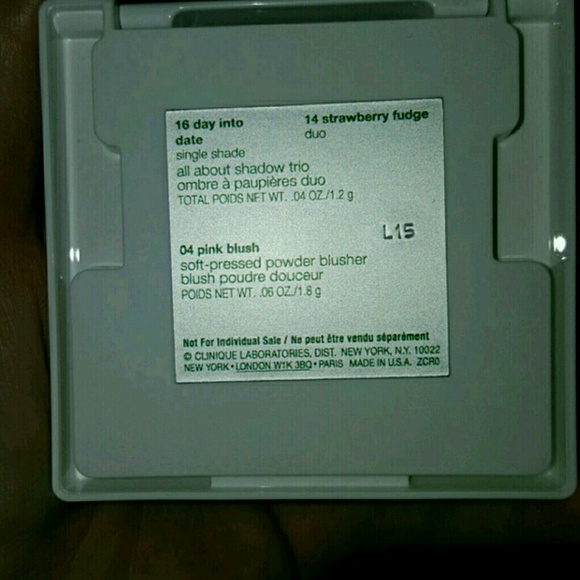 16 day into
date
single shade
14 strawberry fudge
duo
all about shadow trio
ombre à paupières duo
TOTAL POIDS NET WT. .04 OZ./1.2 g
L15
04 pink blush
soft-pressed powder blusher
blush poudre douceur
POIDS NET WT. .06 OZ./1.8 g
Not For Individual Sale / Ne peut être vendu séparément
© CLINIQUE LABORATORIES, DIST. NEW YORK, N.Y. 10022
NEW YORK • LONDON W1K 3BQ • PARIS MADE IN U.S.A. ZCR0